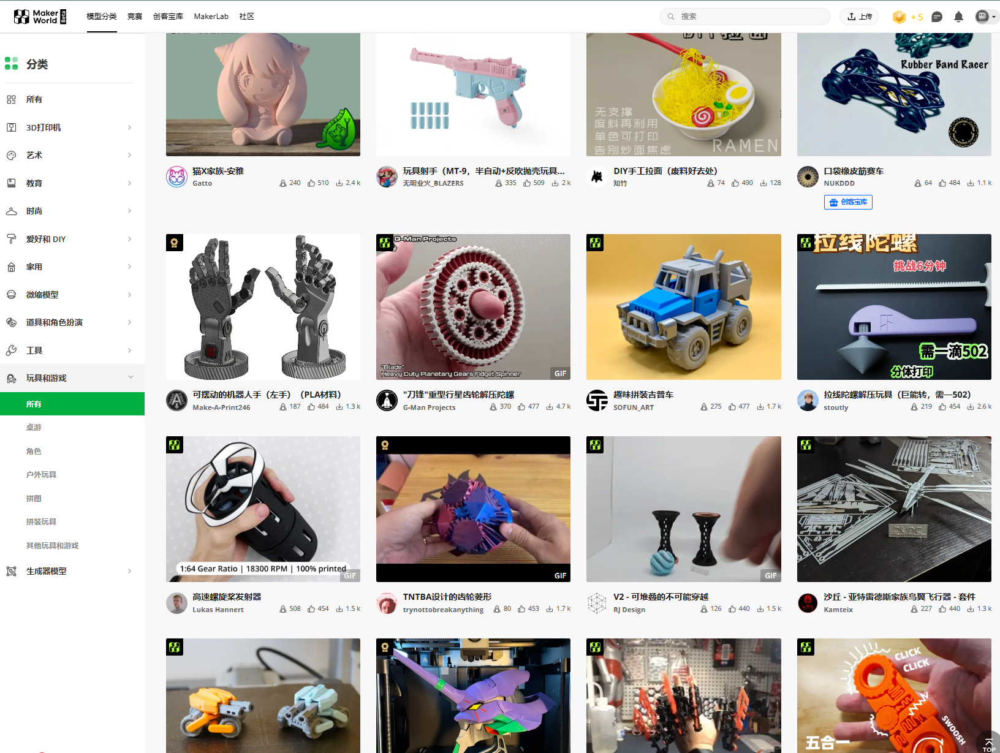 Maker World Beta
模型分类 竞赛 创客宝库 MakerLab 社区
搜索
上传
+ 5
分类
所有
3D打印机
艺术
教育
时尚
爱好和 DIY
家用
微缩模型
道具和角色扮演
工具
玩具和游戏
所有
桌游
角色
户外玩具
拼图
拼装玩具
其他玩具和游戏
生成器模型
SUPPORT-FREE
猫X家族-安雅
Gatto 240 510 2.4 k
玩具射手（MT-9，半自动+反吹抛壳玩具...
无明业火_BLAZERS 335 509 2 k
DIY拉面
无支撑
废料再利用
单色可打印
告别炒面焦虑
RAMEN
DIY手工拉面（废料好去处）
知竹 74 490 128
Rubber Band Racer
口袋橡皮筋赛车
NUKDDD 64 484 1.1 k
创客宝库
可摆动的机器人手（左手）（PLA材料）
Make-A-Print246 187 484 1.3 k
G-Man Projects
"Blade"
Heavy Duty Planetary Gears Fidget Spinner
GIF
"刀锋"重型行星齿轮解压陀螺
G-Man Projects 370 477 4.7 k
趣味拼装吉普车
SOFUN_ART 275 477 1.7 k
拉线陀螺
挑战6分钟
需一滴502
分体打印
拉线陀螺解压玩具（巨能转，需一502）
stoutly 219 454 2.6 k
1:64 Gear Ratio | 18300 RPM | 100% printed
GIF
高速螺旋桨发射器
Lukas Hannert 508 454 1.5 k
GIF
TNTBA设计的齿轮菱形
trynottobreakanything 80 453 1.7 k
GIF
V2 - 可堆叠的不可能穿越
RJ Design 126 440 1.5 k
DUNE
沙丘 - 亚特雷德斯家族鸟翼飞行器 - 套件
Kamteix 227 440 1.3 k
CLICK
CLICK
SWOOSH
五合一
TOP